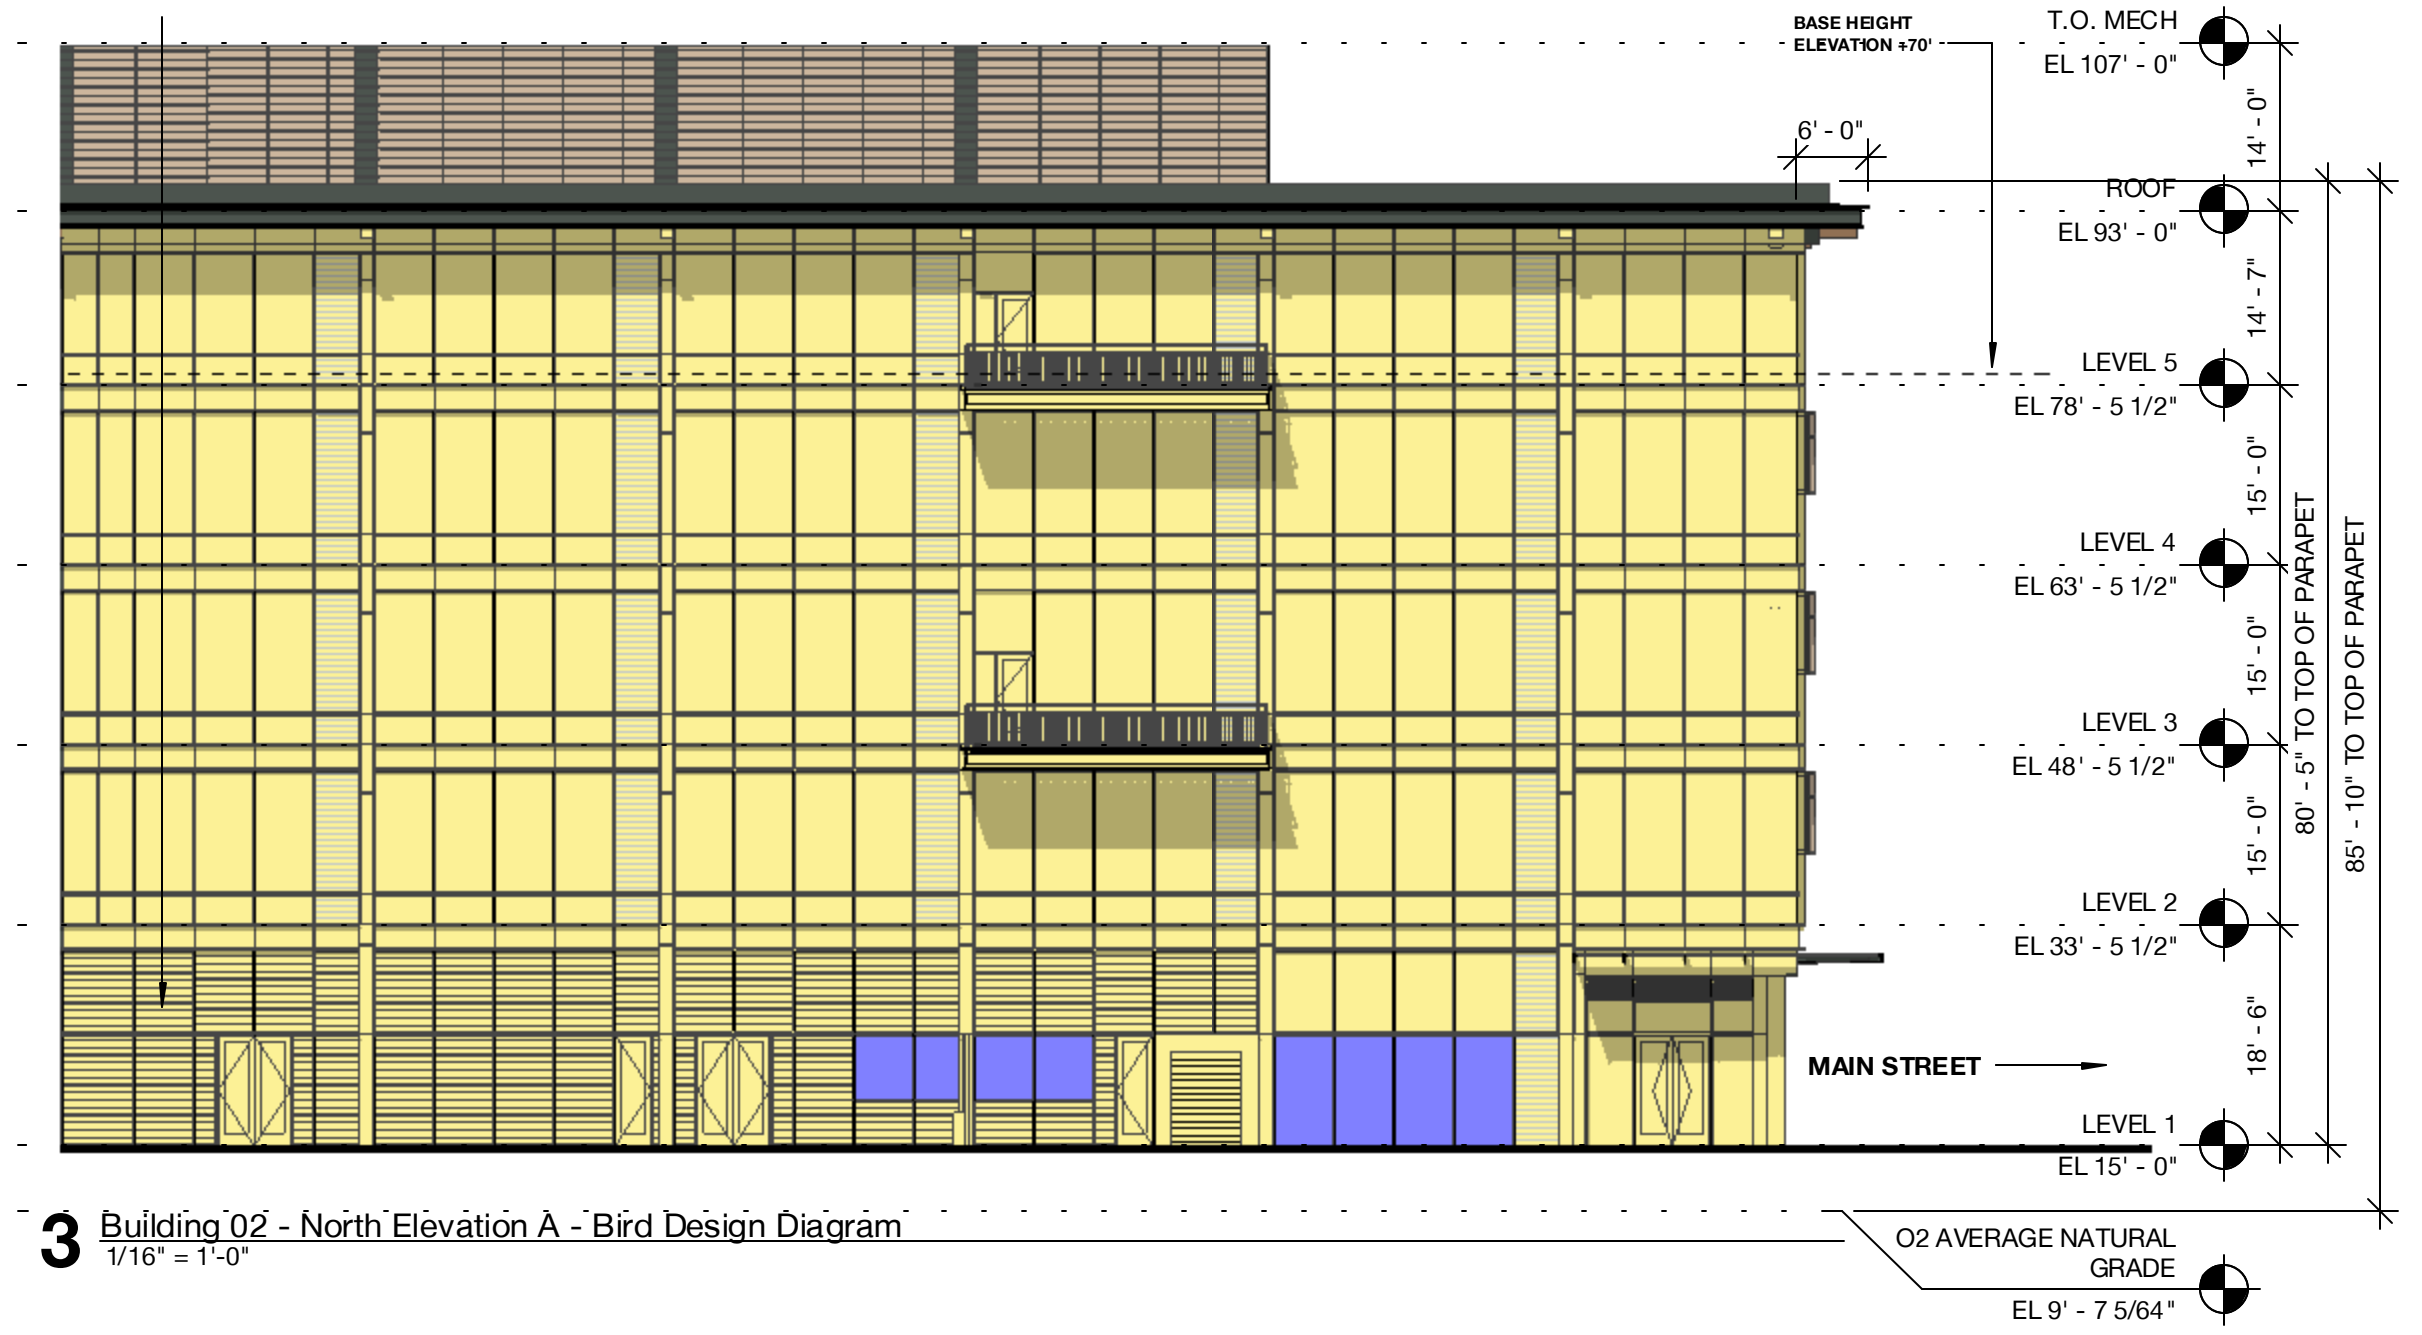 BASE HEIGHT
ELEVATION +70'
T.O. MECH
EL 107' - 0"
14' - 0"
6' - 0"
ROOF
EL 93' - 0"
14' - 7"
LEVEL 5
EL 78' - 5 1/2"
15' - 0"
LEVEL 4
EL 63' - 5 1/2"
15' - 0"
80' - 5" TO TOP OF PARAPET
85' - 10" TO TOP OF PARAPET
LEVEL 3
EL 48' - 5 1/2"
15' - 0"
LEVEL 2
EL 33' - 5 1/2"
18' - 6"
MAIN STREET
LEVEL 1
EL 15' - 0"
3 Building 02 - North Elevation A - Bird Design Diagram
1/16" = 1'-0"
O2 AVERAGE NATURAL
GRADE
EL 9' - 7 5/64"